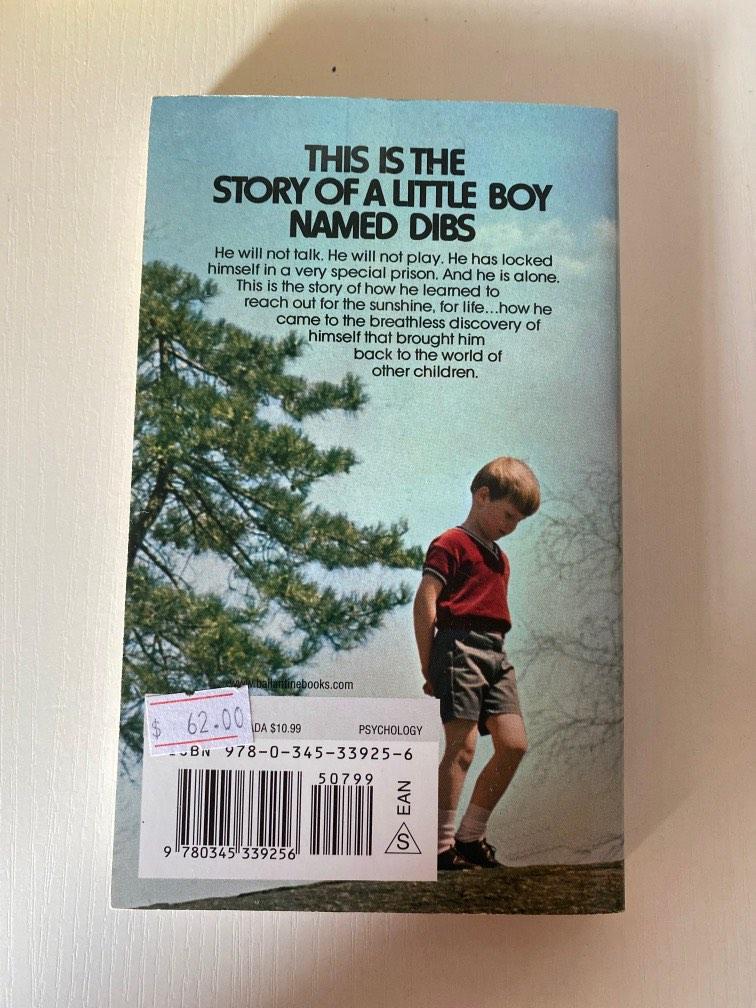 THIS IS THE
STORY OF A LITTLE BOY
NAMED DIBS
He will not talk. He will not play. He has locked
himself in a very special prison. And he is alone.
This is the story of how he learned to
reach out for the sunshine, for life...how he
came to the breathless discovery of
himself that brought him
back to the world of
other children.
www.ballantinebooks.com
$ 62.00
ADA $10.99 PSYCHOLOGY
ISBN 978-0-345-33925-6
50799
EAN
S
9 780345 339256